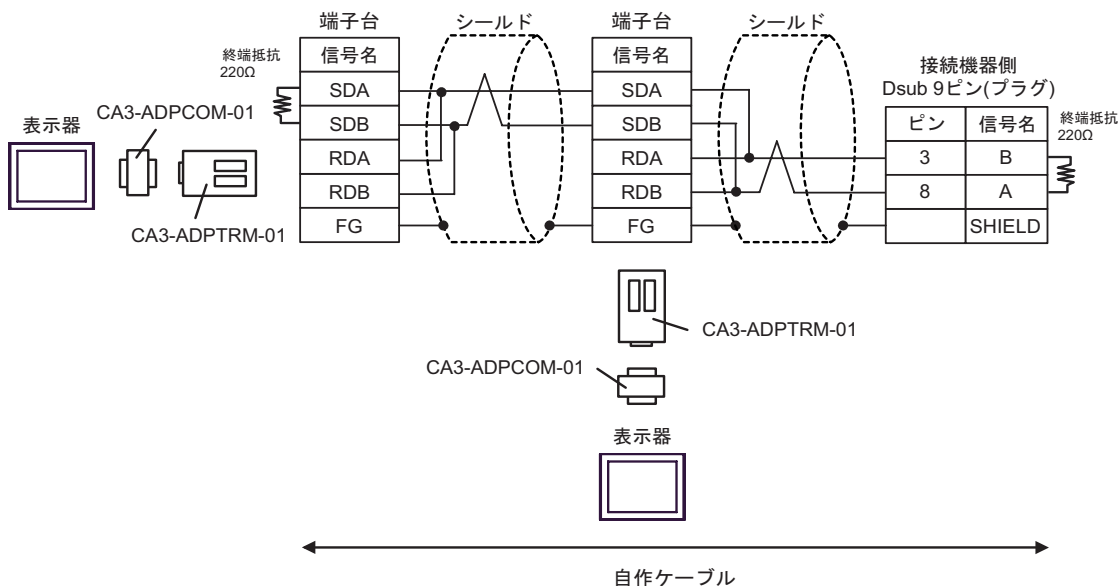 端子台
シールド
端子台
シールド
終端抵抗
220Ω
信号名
SDA
SDB
RDA
RDB
FG
信号名
SDA
SDB
RDA
RDB
FG
接続機器側
Dsub 9ピン(プラグ)
ピン 信号名
3 B
8 A
SHIELD
終端抵抗
220Ω
表示器
CA3-ADPCOM-01
CA3-ADPTRM-01
CA3-ADPTRM-01
CA3-ADPCOM-01
表示器
自作ケーブル